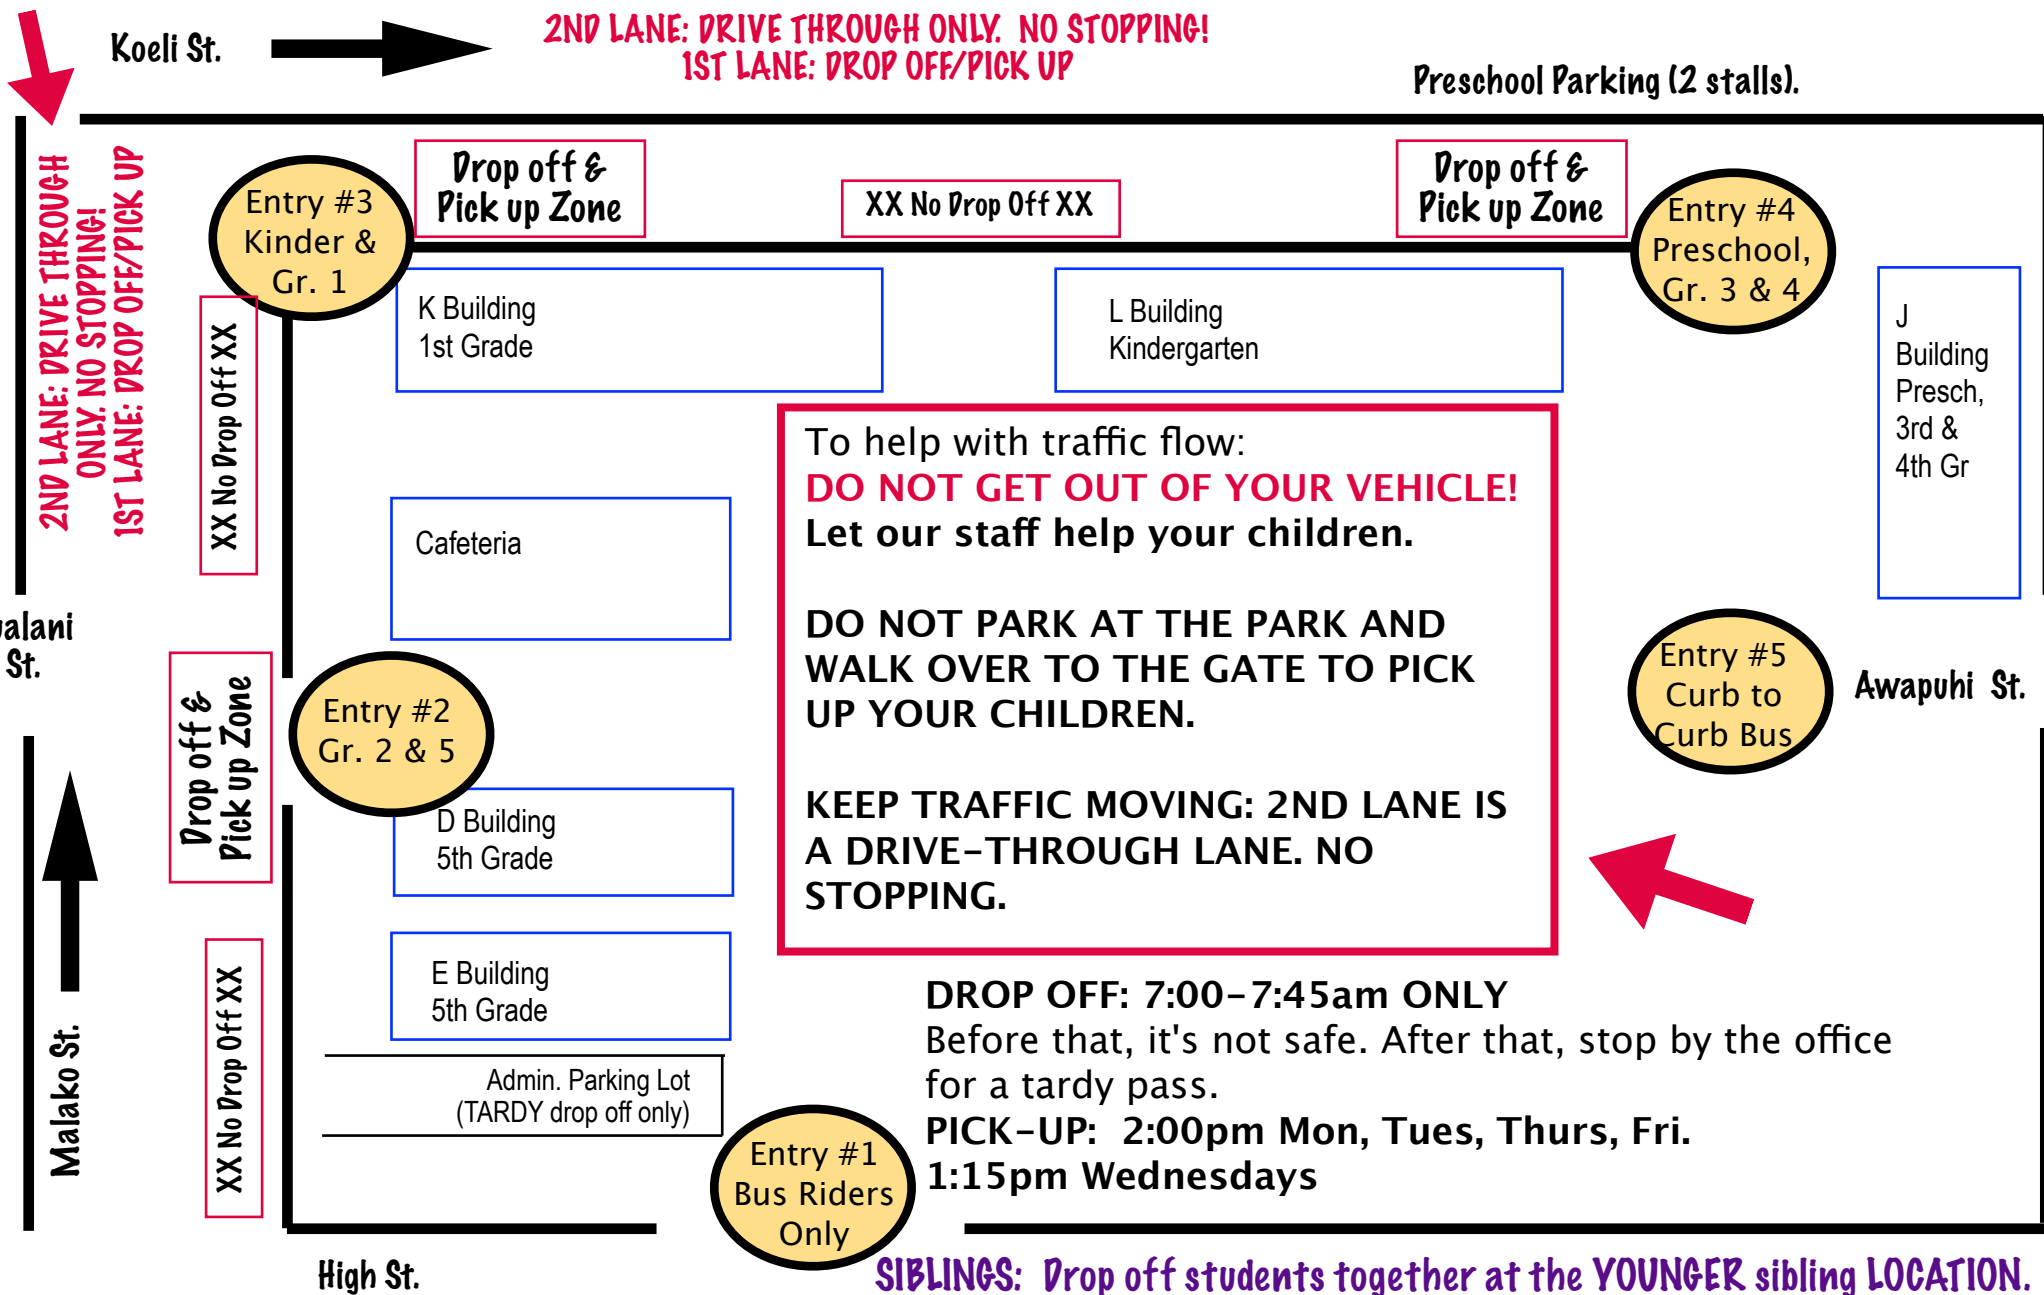 Koeli St.
2ND LANE: DRIVE THROUGH ONLY. NO STOPPING!
1ST LANE: DROP OFF/PICK UP
Preschool Parking (2 stalls).
2ND LANE: DRIVE THROUGH
ONLY. NO STOPPING!
1ST LANE: DROP OFF/PICK UP
Entry #3
Kinder &
Gr. 1
Drop off &
Pick up Zone
XX No Drop Off XX
Drop off &
Pick up Zone
Entry #4
Preschool,
Gr. 3 & 4
XX No Drop Off XX
K Building
1st Grade
L Building
Kindergarten
J
Building
Presch,
3rd &
4th Gr
To help with traffic flow:
DO NOT GET OUT OF YOUR VEHICLE!
Let our staff help your children.
DO NOT PARK AT THE PARK AND
WALK OVER TO THE GATE TO PICK
UP YOUR CHILDREN.
KEEP TRAFFIC MOVING: 2ND LANE IS
A DRIVE-THROUGH LANE. NO
STOPPING.
Cafeteria
St.
Drop off &
Pick up Zone
Entry #2
Gr. 2 & 5
Entry #5
Curb to
Curb Bus
Awapuhi St.
D Building
5th Grade
E Building
5th Grade
Malako St.
XX No Drop Off XX
Admin. Parking Lot
(TARDY drop off only)
Entry #1
Bus Riders
Only
DROP OFF: 7:00-7:45am ONLY
Before that, it's not safe. After that, stop by the office
for a tardy pass.
PICK-UP: 2:00pm Mon, Tues, Thurs, Fri.
1:15pm Wednesdays
High St.
SIBLINGS: Drop off students together at the YOUNGER sibling LOCATION.